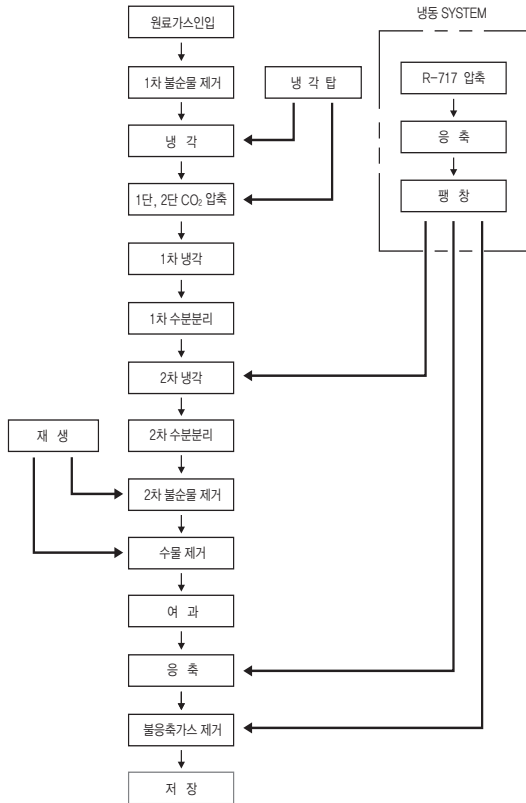 냉동 SYSTEM
원료가스인입
1차 불순물 제거
냉 각 탑
R-717 압축
냉 각
응 축
1단, 2단 CO₂ 압축
팽 창
1차 냉각
1차 수분분리
2차 냉각
재 생
2차 수분분리
2차 불순물 제거
수물 제거
여 과
응 축
불응축가스 제거
저 장